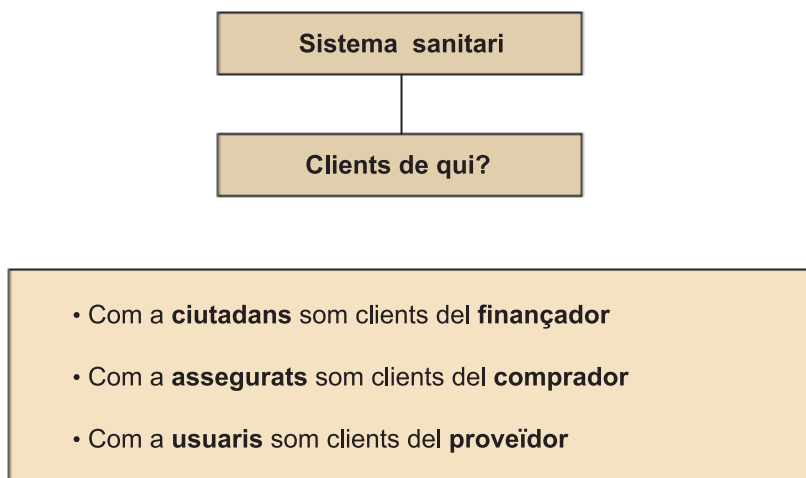 Sistema sanitari
Clients de qui?
• Com a ciutadans som clients del finançador
• Com a assegurats som clients del comprador
• Com a usuaris som clients del proveïdor